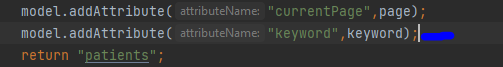 model.addAttribute( attributeName: "currentPage",page);
model.addAttribute( attributeName: "keyword",keyword);
return "patients";